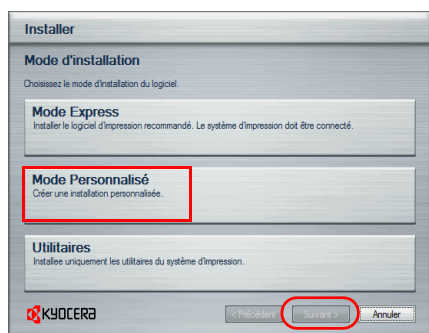 Installer
Mode d'installation
Choisissez le mode d'installation du logiciel.
Mode Express
Installer le logiciel d'impression recommandé. Le système d'impression doit être connecté.
Mode Personnalisé
Créer une installation personnalisée.
Utilitaires
Installee uniquement les utilitaires du système d'impression.
KYOCERA
< Précédent
Suivant >
Annuler